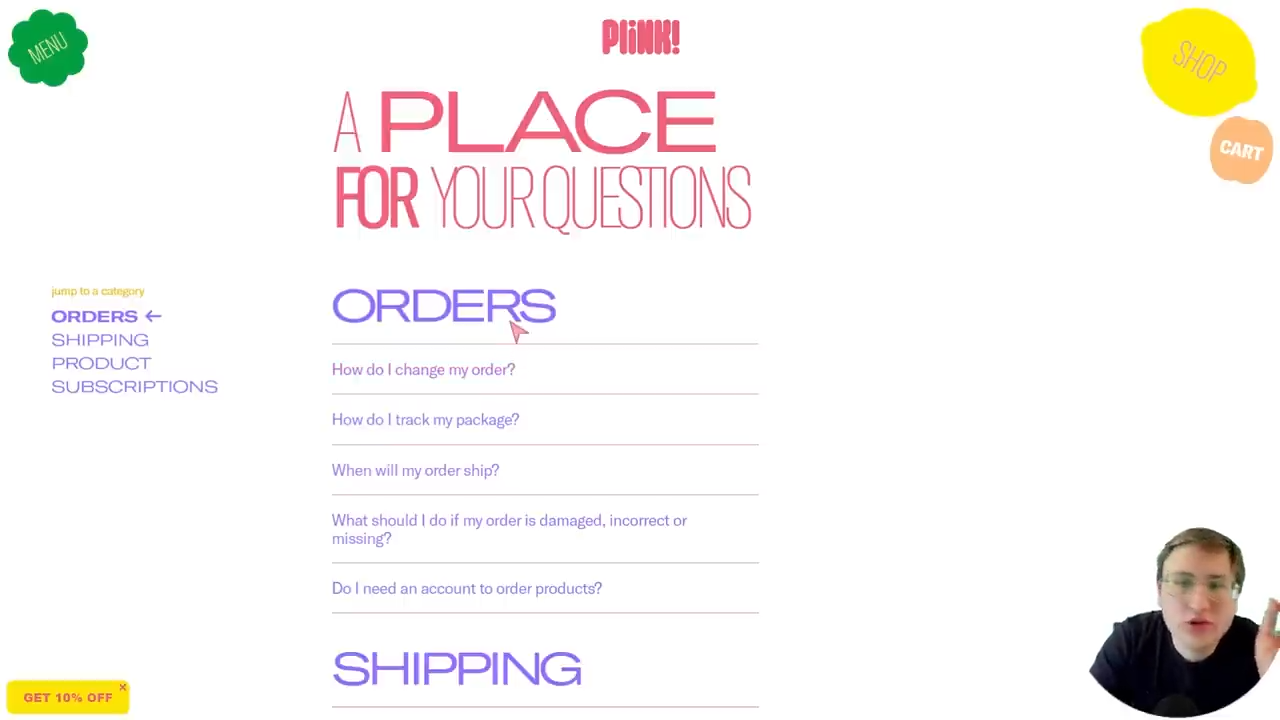 MENU
PliNK!
SHOP
CART
A PLACE
FOR YOUR QUESTIONS
jump to a category
ORDERS ←
SHIPPING
PRODUCT
SUBSCRIPTIONS
ORDERS
How do I change my order?
How do I track my package?
When will my order ship?
What should I do if my order is damaged, incorrect or
missing?
Do I need an account to order products?
SHIPPING
GET 10% OFF
×